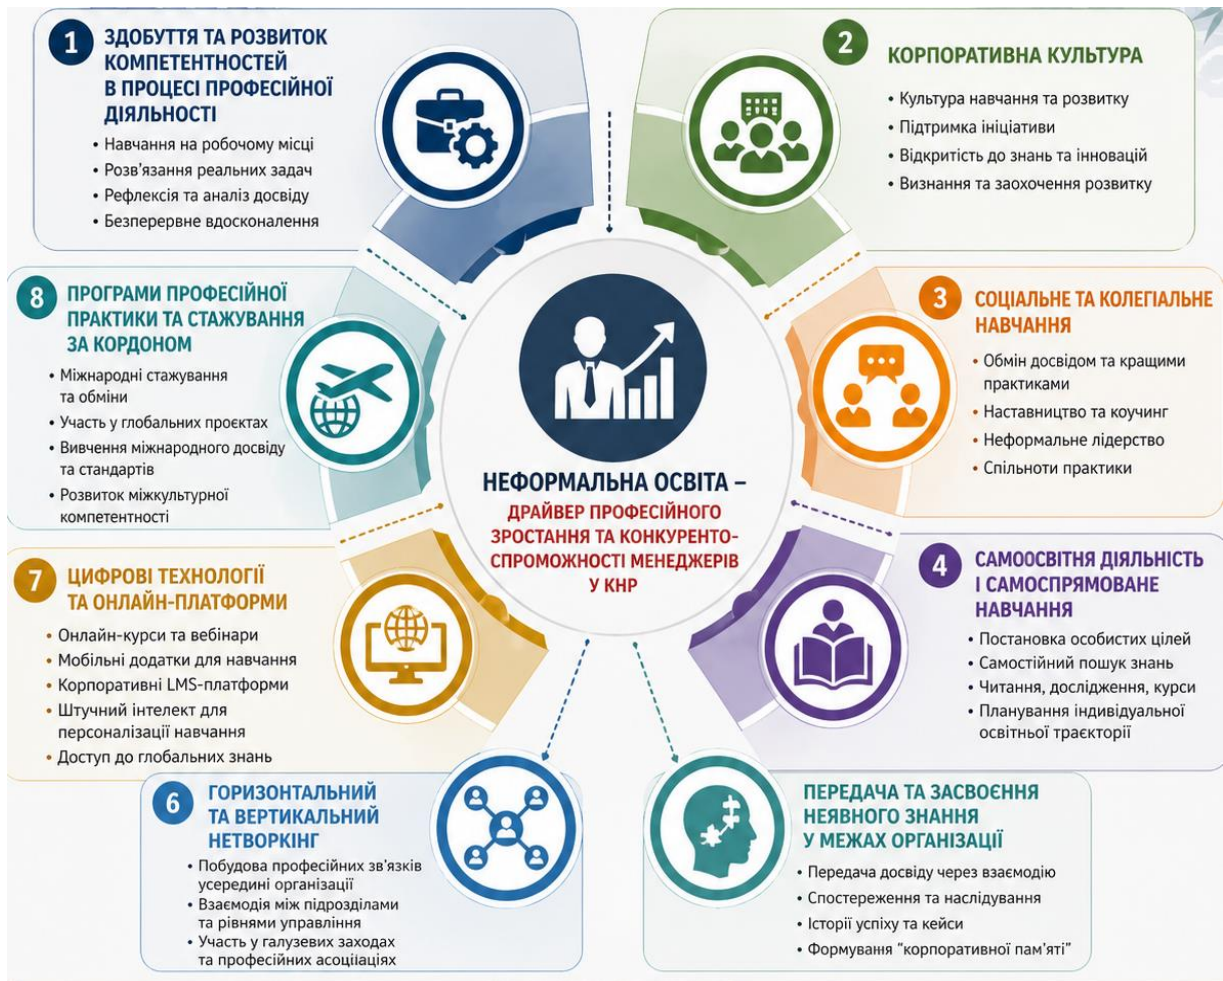 1
ЗДОБУТТЯ ТА РОЗВИТОК
КОМПЕТЕНТНОСТЕЙ
В ПРОЦЕСІ ПРОФЕСІЙНОЇ
ДІЯЛЬНОСТІ
• Навчання на робочому місці
• Розв'язання реальних задач
• Рефлексія та аналіз досвіду
• Безперервне вдосконалення
2
КОРПОРАТИВНА КУЛЬТУРА
• Культура навчання та розвитку
• Підтримка ініціативи
• Відкритість до знань та інновацій
• Визнання та заохочення розвитку
3
СОЦІАЛЬНЕ ТА КОЛЕГІАЛЬНЕ
НАВЧАННЯ
• Обмін досвідом та кращими
практиками
• Наставництво та коучинг
• Неформальне лідерство
• Спільноти практики
4
САМООСВІТНЯ ДІЯЛЬНІСТЬ
І САМОСПРЯМОВАНЕ
НАВЧАННЯ
• Постановка особистих цілей
• Самостійний пошук знань
• Читання, дослідження, курси
• Планування індивідуальної
освітньої траєкторії
ПЕРЕДАЧА ТА ЗАСВОЄННЯ
НЕЯВНОГО ЗНАННЯ
У МЕЖАХ ОРГАНІЗАЦІЇ
• Передача досвіду через взаємодію
• Спостереження та наслідування
• Історії успіху та кейси
• Формування “корпоративної пам'яті”
6
ГОРИЗОНТАЛЬНИЙ
ТА ВЕРТИКАЛЬНИЙ
НЕТВОРКІНГ
• Побудова професійних зв'язків
усередині організації
• Взаємодія між підрозділами
та рівнями управління
• Участь у галузевих заходах
та професійних асоціаціях
7
ЦИФРОВІ ТЕХНОЛОГІЇ
ТА ОНЛАЙН-ПЛАТФОРМИ
• Онлайн-курси та вебінари
• Мобільні додатки для навчання
• Корпоративні LMS-платформи
• Штучний інтелект для
персоналізації навчання
• Доступ до глобальних знань
8
ПРОГРАМИ ПРОФЕСІЙНОЇ
ПРАКТИКИ ТА СТАЖУВАННЯ
ЗА КОРДОНОМ
• Міжнародні стажування
та обміни
• Участь у глобальних проєктах
• Вивчення міжнародного досвіду
та стандартів
• Розвиток міжкультурної
компетентності
НЕФОРМАЛЬНА ОСВІТА –
ДРАЙВЕР ПРОФЕСІЙНОГО
ЗРОСТАННЯ ТА КОНКУРЕНТО-
СПРОМОЖНОСТІ МЕНЕДЖЕРІВ
У КНР